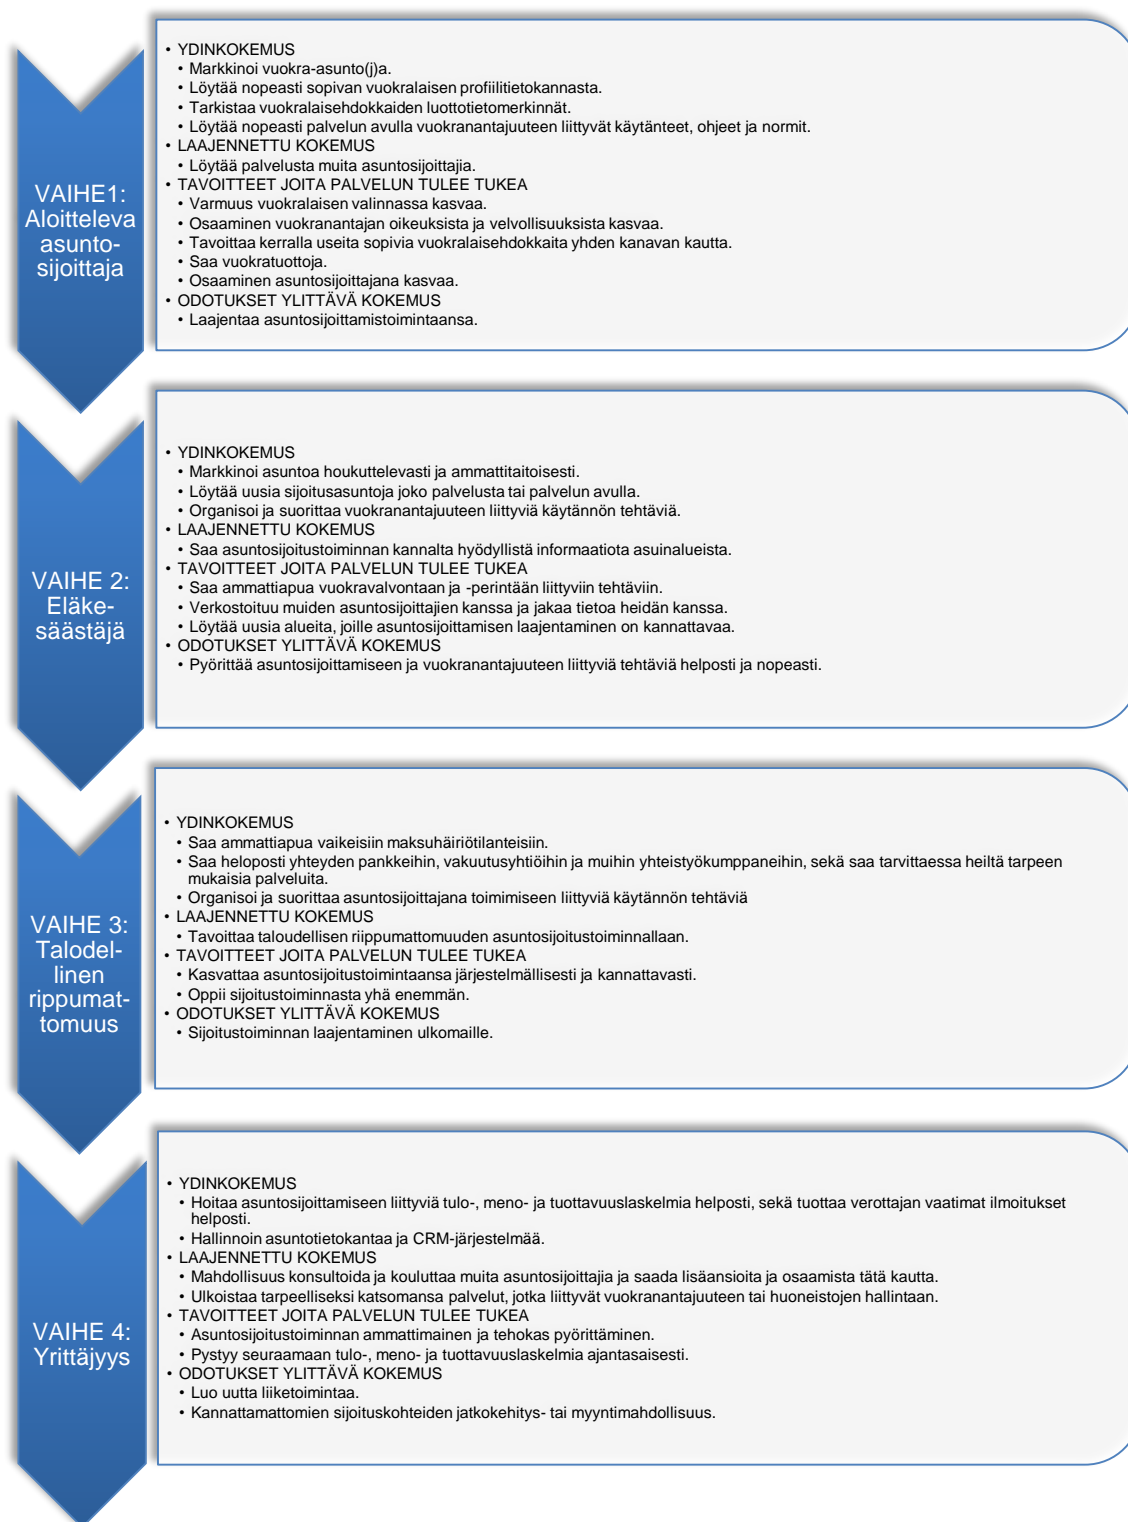 VAIHE1:
Aloitteleva
asunto-
sijoittaja
• YDINKOKEMUS
• Markkinoi vuokra-asunto(j)a.
• Löytää nopeasti sopivan vuokralaisen profiilitietokannasta.
• Tarkistaa vuokralaisehdokkaiden luottotietomerkinnät.
• Löytää nopeasti palvelun avulla vuokranantajuuteen liittyvät käytänteet, ohjeet ja normit.
• LAAJENNETTU KOKEMUS
• Löytää palvelusta muita asuntosijoittajia.
• TAVOITTEET JOITA PALVELUN TULEE TUKEA
• Varmuus vuokralaisen valinnassa kasvaa.
• Osaaminen vuokranantajan oikeuksista ja velvollisuuksista kasvaa.
• Tavoittaa kerralla useita sopivia vuokralaisehdokkaita yhden kanavan kautta.
• Saa vuokratuottoja.
• Osaaminen asuntosijoittajana kasvaa.
• ODOTUKSET YLITTÄVÄ KOKEMUS
• Laajentaa asuntosijoittamistoimintaansa.
VAIHE 2:
Eläke-
säästäjä
• YDINKOKEMUS
• Markkinoi asuntoa houkuttelevasti ja ammattitaitoisesti.
• Löytää uusia sijoitusasuntoja joko palvelusta tai palvelun avulla.
• Organisoi ja suorittaa vuokranantajuuteen liittyviä käytännön tehtäviä.
• LAAJENNETTU KOKEMUS
• Saa asuntosijoitustoiminnan kannalta hyödyllistä informaatiota asuinalueista.
• TAVOITTEET JOITA PALVELUN TULEE TUKEA
• Saa ammattiapua vuokravalvontaan ja -perintään liittyviin tehtäviin.
• Verkostoituu muiden asuntosijoittajien kanssa ja jakaa tietoa heidän kanssa.
• Löytää uusia alueita, joille asuntosijoittamisen laajentaminen on kannattavaa.
• ODOTUKSET YLITTÄVÄ KOKEMUS
• Pyörittää asuntosijoittamiseen ja vuokranantajuuteen liittyviä tehtäviä helposti ja nopeasti.
VAIHE 3:
Talodel-
linen
rippumat-
tomuus
• YDINKOKEMUS
• Saa ammattiapua vaikeisiin maksuhäiriötilanteisiin.
• Saa heloposti yhteyden pankkeihin, vakuutusyhtiöihin ja muihin yhteistyökumppaneihin, sekä saa tarvittaessa heiltä tarpeen
mukaisia palveluita.
• Organisoi ja suorittaa asuntosijoittajana toimimiseen liittyviä käytännön tehtäviä
• LAAJENNETTU KOKEMUS
• Tavoittaa taloudellisen riippumattomuuden asuntosijoitustoiminnallaan.
• TAVOITTEET JOITA PALVELUN TULEE TUKEA
• Kasvattaa asuntosijoitustoimintaansa järjestelmällisesti ja kannattavasti.
• Oppii sijoitustoiminnasta yhä enemmän.
• ODOTUKSET YLITTÄVÄ KOKEMUS
• Sijoitustoiminnan laajentaminen ulkomaille.
VAIHE 4:
Yrittäjyys
• YDINKOKEMUS
• Hoitaa asuntosijoittamiseen liittyviä tulo-, meno- ja tuottavuuslaskelmia helposti, sekä tuottaa verottajan vaatimat ilmoitukset
helposti.
• Hallinnoin asuntotietokantaa ja CRM-järjestelmää.
• LAAJENNETTU KOKEMUS
• Mahdollisuus konsultoida ja kouluttaa muita asuntosijoittajia ja saada lisäansioita ja osaamista tätä kautta.
• Ulkoistaa tarpeelliseksi katsomansa palvelut, jotka liittyvät vuokranantajuuteen tai huoneistojen hallintaan.
• TAVOITTEET JOITA PALVELUN TULEE TUKEA
• Asuntosijoitustoiminnan ammattimainen ja tehokas pyörittäminen.
• Pystyy seuraamaan tulo-, meno- ja tuottavuuslaskelmia ajantasaisesti.
• ODOTUKSET YLITTÄVÄ KOKEMUS
• Luo uutta liiketoimintaa.
• Kannattamattomien sijoituskohteiden jatkokehitys- tai myyntimahdollisuus.